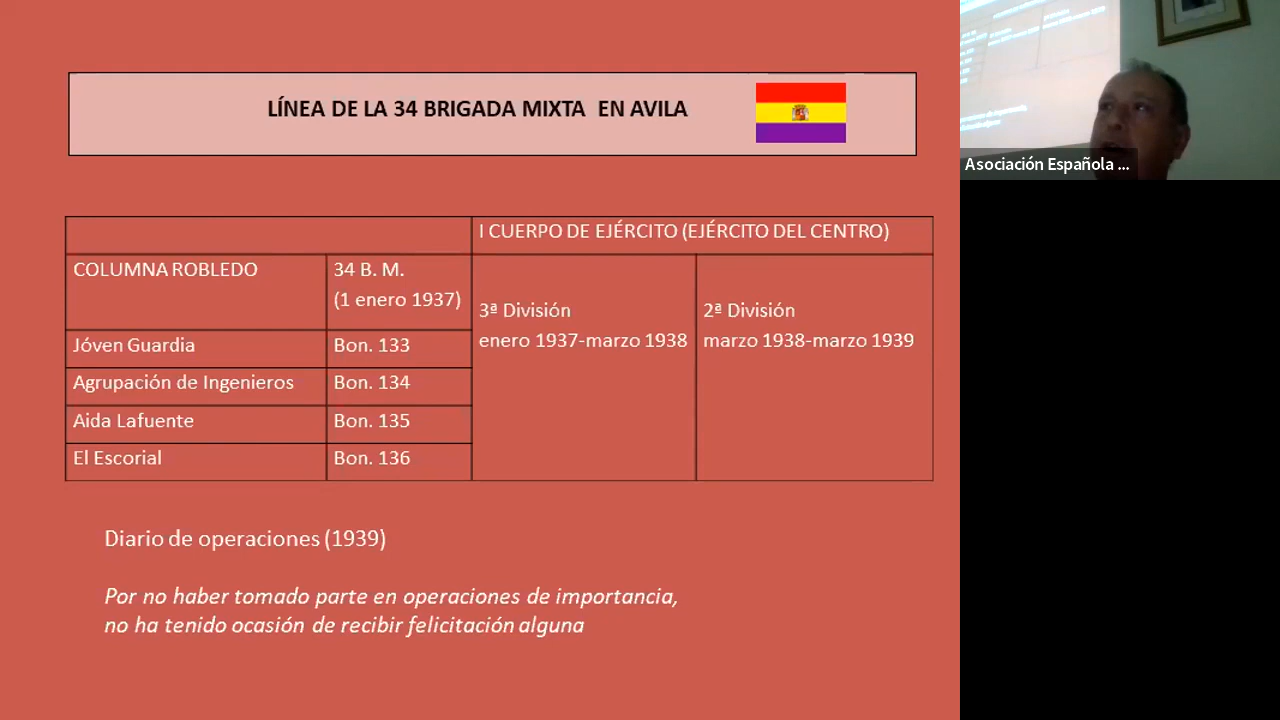 LÍNEA DE LA 34 BRIGADA MIXTA EN AVILA
I CUERPO DE EJÉRCITO (EJÉRCITO DEL CENTRO)
COLUMNA ROBLEDO
34 B. M.
(1 enero 1937)
3ª División
enero 1937-marzo 1938
2ª División
marzo 1938-marzo 1939
Jóven Guardia
Bon. 133
Agrupación de Ingenieros
Bon. 134
Aida Lafuente
Bon. 135
El Escorial
Bon. 136
Diario de operaciones (1939)
Por no haber tomado parte en operaciones de importancia,
no ha tenido ocasión de recibir felicitación alguna
Asociación Española ...